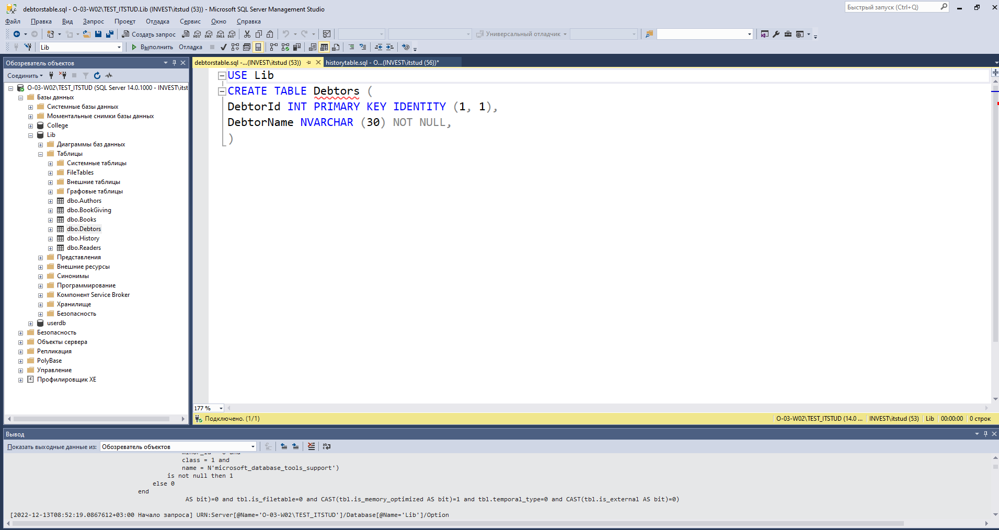 debtorstable.sql - O-03-W02\TEST_ITSTUD.Lib (INVEST\itstud (53)) - Microsoft SQL Server Management Studio
Быстрый запуск (Ctrl+Q)
Файл Правка Вид Запрос Проект Отладка Сервис Окно Справка
Создать запрос MDX DMX XMLA DAX Универсальный отладчик
Lib Выполнить Отладка
Обозреватель объектов
debtorstable.sql -...(INVEST\itstud (53)) historytable.sql - O...(INVEST\itstud (56))*
Соединить
O-03-W02\TEST_ITSTUD (SQL Server 14.0.1000 - INVEST\itst
Базы данных
Системные базы данных
Моментальные снимки базы данных
College
Lib
Диаграммы баз данных
Таблицы
Системные таблицы
FileTables
Внешние таблицы
Графовые таблицы
dbo.Authors
dbo.BookGiving
dbo.Books
dbo.Debtors
dbo.History
dbo.Readers
Представления
Внешние ресурсы
Синонимы
Программирование
Компонент Service Broker
Хранилище
Безопасность
userdb
Безопасность
Объекты сервера
Репликация
PolyBase
Управление
Профилировщик XE
USE Lib
CREATE TABLE Debtors (
DebtorId INT PRIMARY KEY IDENTITY (1, 1),
DebtorName NVARCHAR (30) NOT NULL,
)
177 %
Подключено. (1/1)
O-03-W02\TEST_ITSTUD (14.0 ... INVEST\itstud (53) Lib 00:00:00 0 строк
Вывод
Показать выходные данные из: Обозреватель объектов
class = 1 and
name = N'microsoft_database_tools_support')
is not null then 1
else 0
end
AS bit)=0 and tbl.is_filetable=0 and CAST(tbl.is_memory_optimized AS bit)=1 and tbl.temporal_type=0 and CAST(tbl.is_external AS bit)=0)
[2022-12-13T08:52:19.0867612+03:00 Начало запроса] URN:Server[@Name='O-03-W02\TEST_ITSTUD']/Database[@Name='Lib']/Option